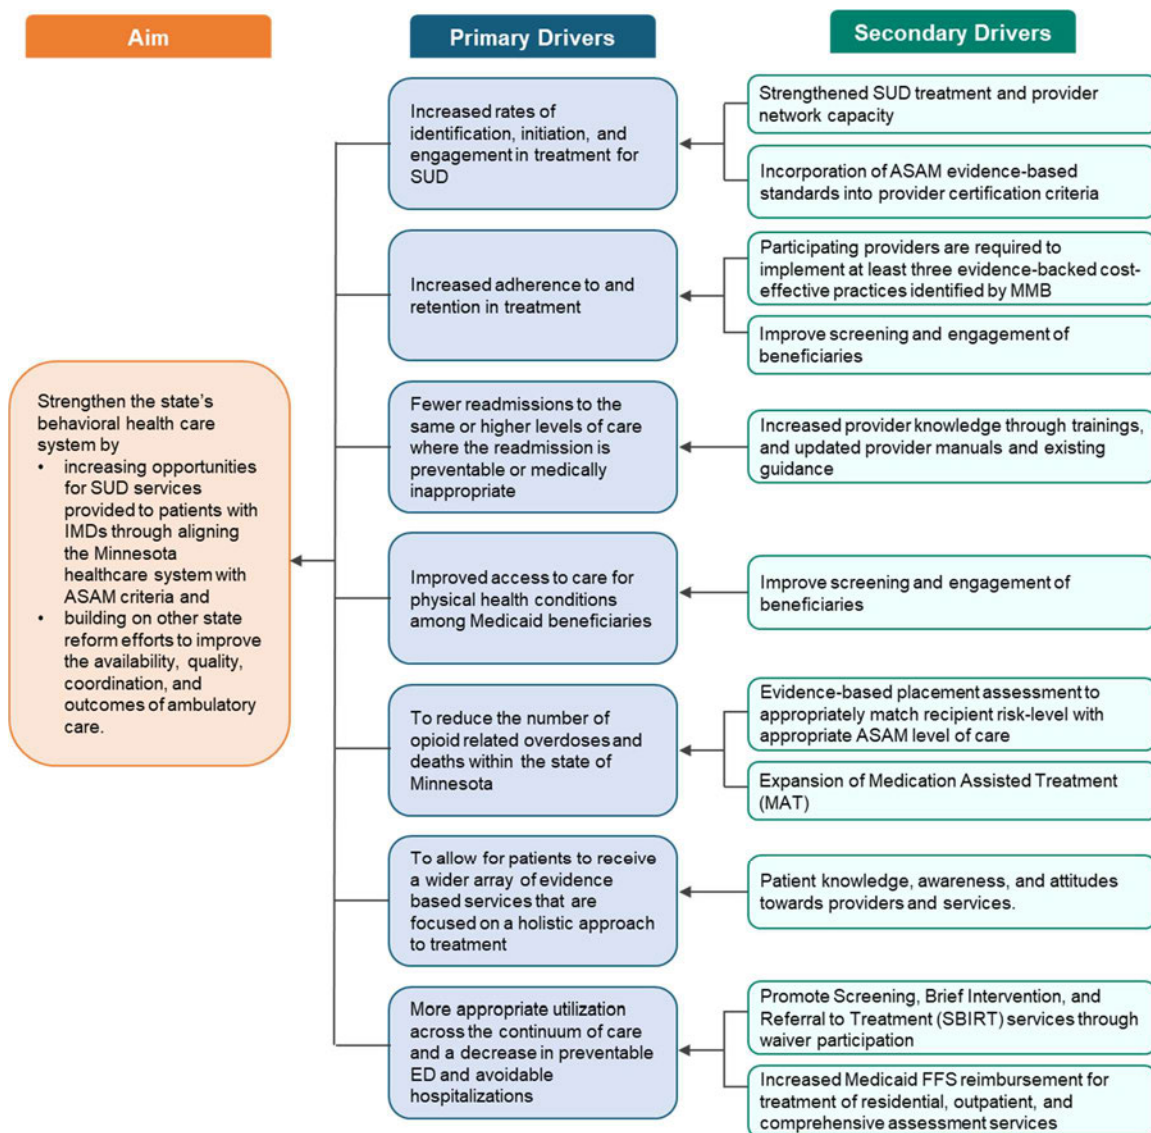 Aim
Primary Drivers
Secondary Drivers
Strengthen the state's
behavioral health care
system by
• increasing opportunities
for SUD services
provided to patients with
IMDs through aligning
the Minnesota
healthcare system with
ASAM criteria and
• building on other state
reform efforts to improve
the availability, quality,
coordination, and
outcomes of ambulatory
care.
Increased rates of
identification, initiation, and
engagement in treatment for
SUD
Strengthened SUD treatment and provider
network capacity
Incorporation of ASAM evidence-based
standards into provider certification criteria
Increased adherence to and
retention in treatment
Participating providers are required to
implement at least three evidence-backed cost-
effective practices identified by MMB
Improve screening and engagement of
beneficiaries
Fewer readmissions to the
same or higher levels of care
where the readmission is
preventable or medically
inappropriate
Increased provider knowledge through trainings,
and updated provider manuals and existing
guidance
Improved access to care for
physical health conditions
among Medicaid beneficiaries
Improve screening and engagement of
beneficiaries
To reduce the number of
opioid related overdoses and
deaths within the state of
Minnesota
Evidence-based placement assessment to
appropriately match recipient risk-level with
appropriate ASAM level of care
Expansion of Medication Assisted Treatment
(MAT)
To allow for patients to receive
a wider array of evidence
based services that are
focused on a holistic approach
to treatment
Patient knowledge, awareness, and attitudes
towards providers and services.
More appropriate utilization
across the continuum of care
and a decrease in preventable
ED and avoidable
hospitalizations
Promote Screening, Brief Intervention, and
Referral to Treatment (SBIRT) services through
waiver participation
Increased Medicaid FFS reimbursement for
treatment of residential, outpatient, and
comprehensive assessment services